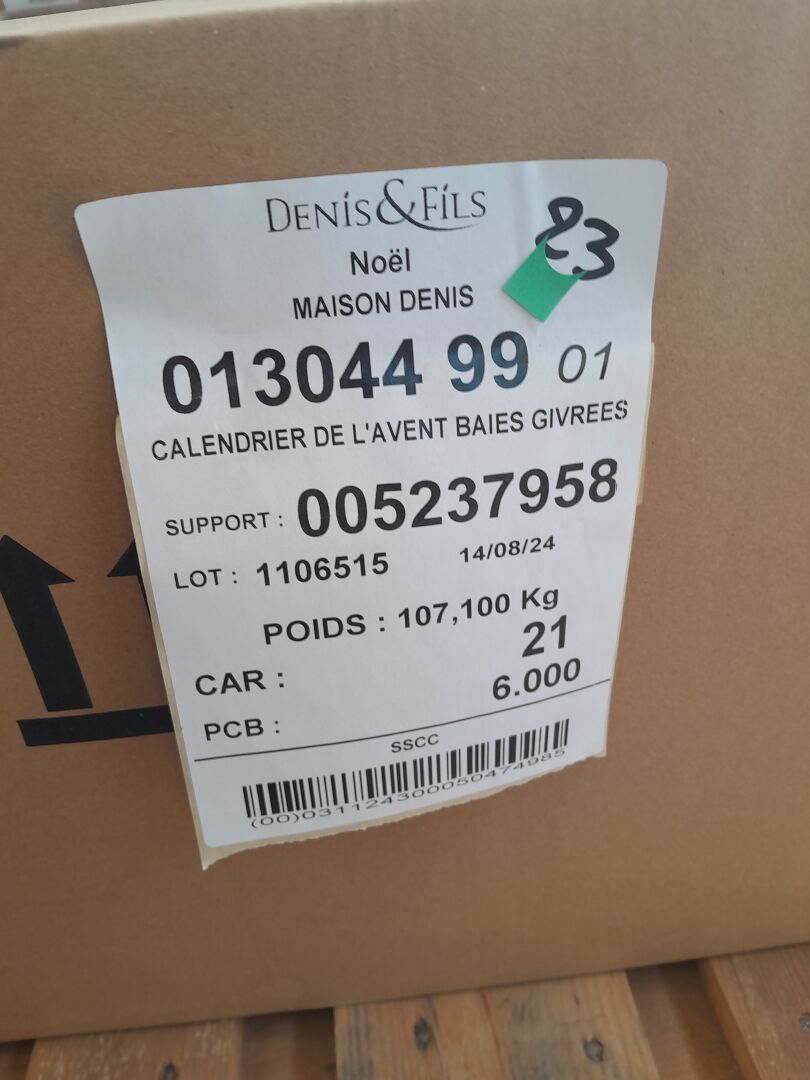 DENIS&FILS
23
Noël
MAISON DENIS
013044 99 01
CALENDRIER DE L'AVENT BAIES GIVREES
SUPPORT : 005237958
LOT : 1106515 14/08/24
POIDS : 107,100 Kg
CAR : 21
PCB : 6.000
SSCC
(00)031124300050474985